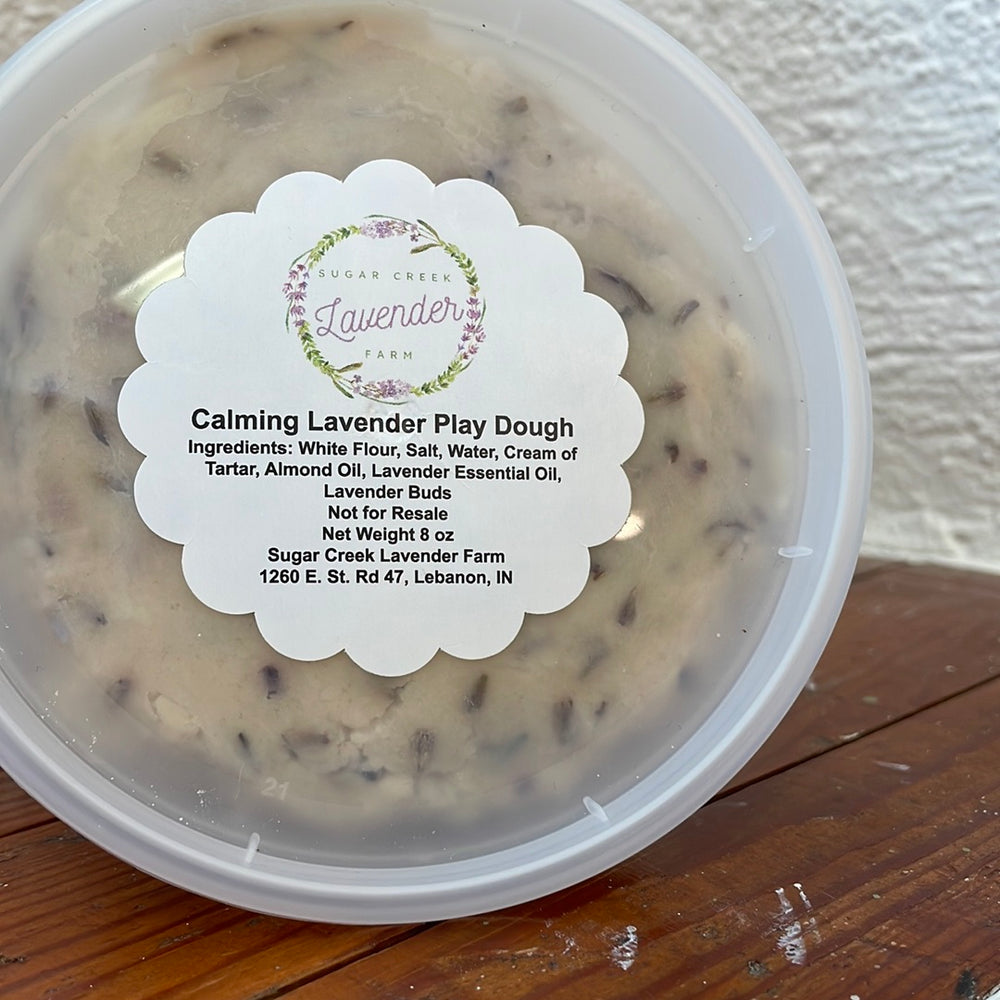 SUGAR CREEK
Lavender
FARM
Calming Lavender Play Dough
Ingredients: White Flour, Salt, Water, Cream of
Tartar, Almond Oil, Lavender Essential Oil,
Lavender Buds
Not for Resale
Net Weight 8 oz
Sugar Creek Lavender Farm
1260 E. St. Rd 47, Lebanon, IN
21